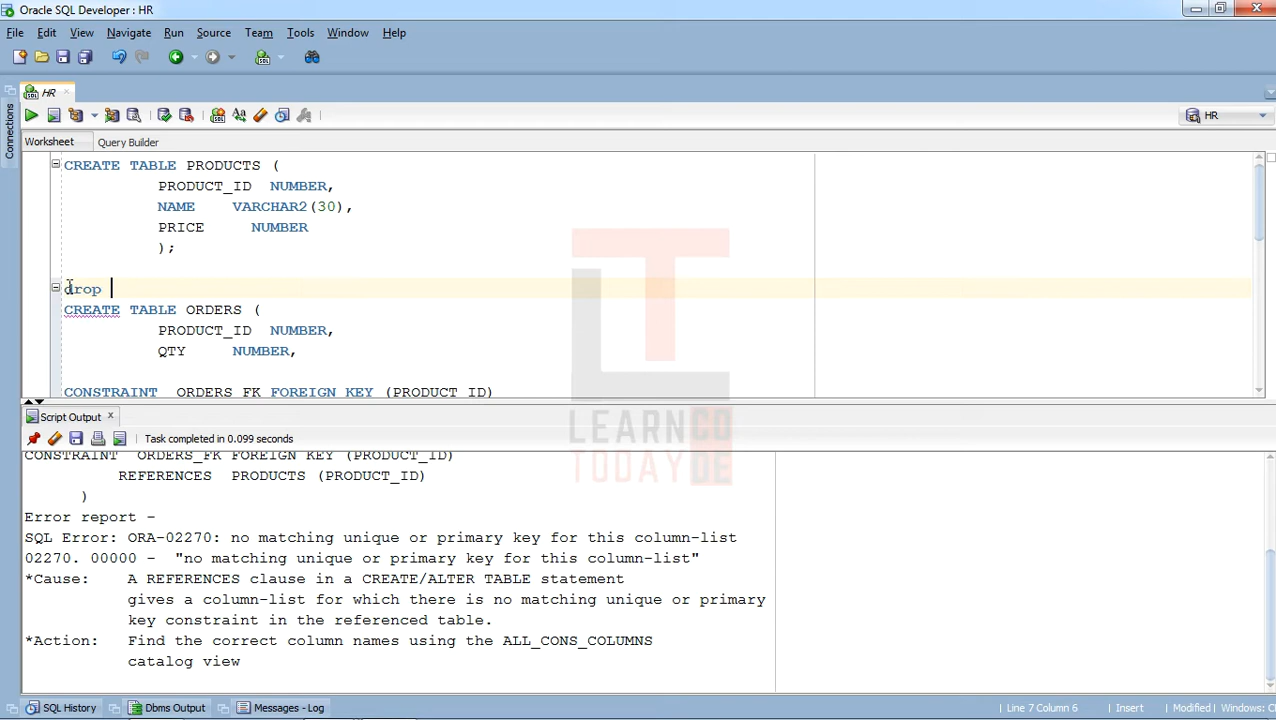 Oracle SQL Developer : HR
File Edit View Navigate Run Source Team Tools Window Help
HR
HR
Connections
Worksheet Query Builder
CREATE TABLE PRODUCTS (
PRODUCT_ID NUMBER,
NAME VARCHAR2(30),
PRICE NUMBER
);
drop
CREATE TABLE ORDERS (
PRODUCT_ID NUMBER,
QTY NUMBER,
CONSTRAINT ORDERS_FK FOREIGN KEY (PRODUCT_ID)
Script Output
Task completed in 0.099 seconds
CONSTRAINT ORDERS_FK FOREIGN KEY (PRODUCT_ID)
REFERENCES PRODUCTS (PRODUCT_ID)
)
Error report -
SQL Error: ORA-02270: no matching unique or primary key for this column-list
02270. 00000 - "no matching unique or primary key for this column-list"
*Cause: A REFERENCES clause in a CREATE/ALTER TABLE statement
gives a column-list for which there is no matching unique or primary
key constraint in the referenced table.
*Action: Find the correct column names using the ALL_CONS_COLUMNS
catalog view
LEARNCO
TODAYDE
SQL History Dbms Output Messages - Log
Line 7 Column 6 Insert Modified Windows: